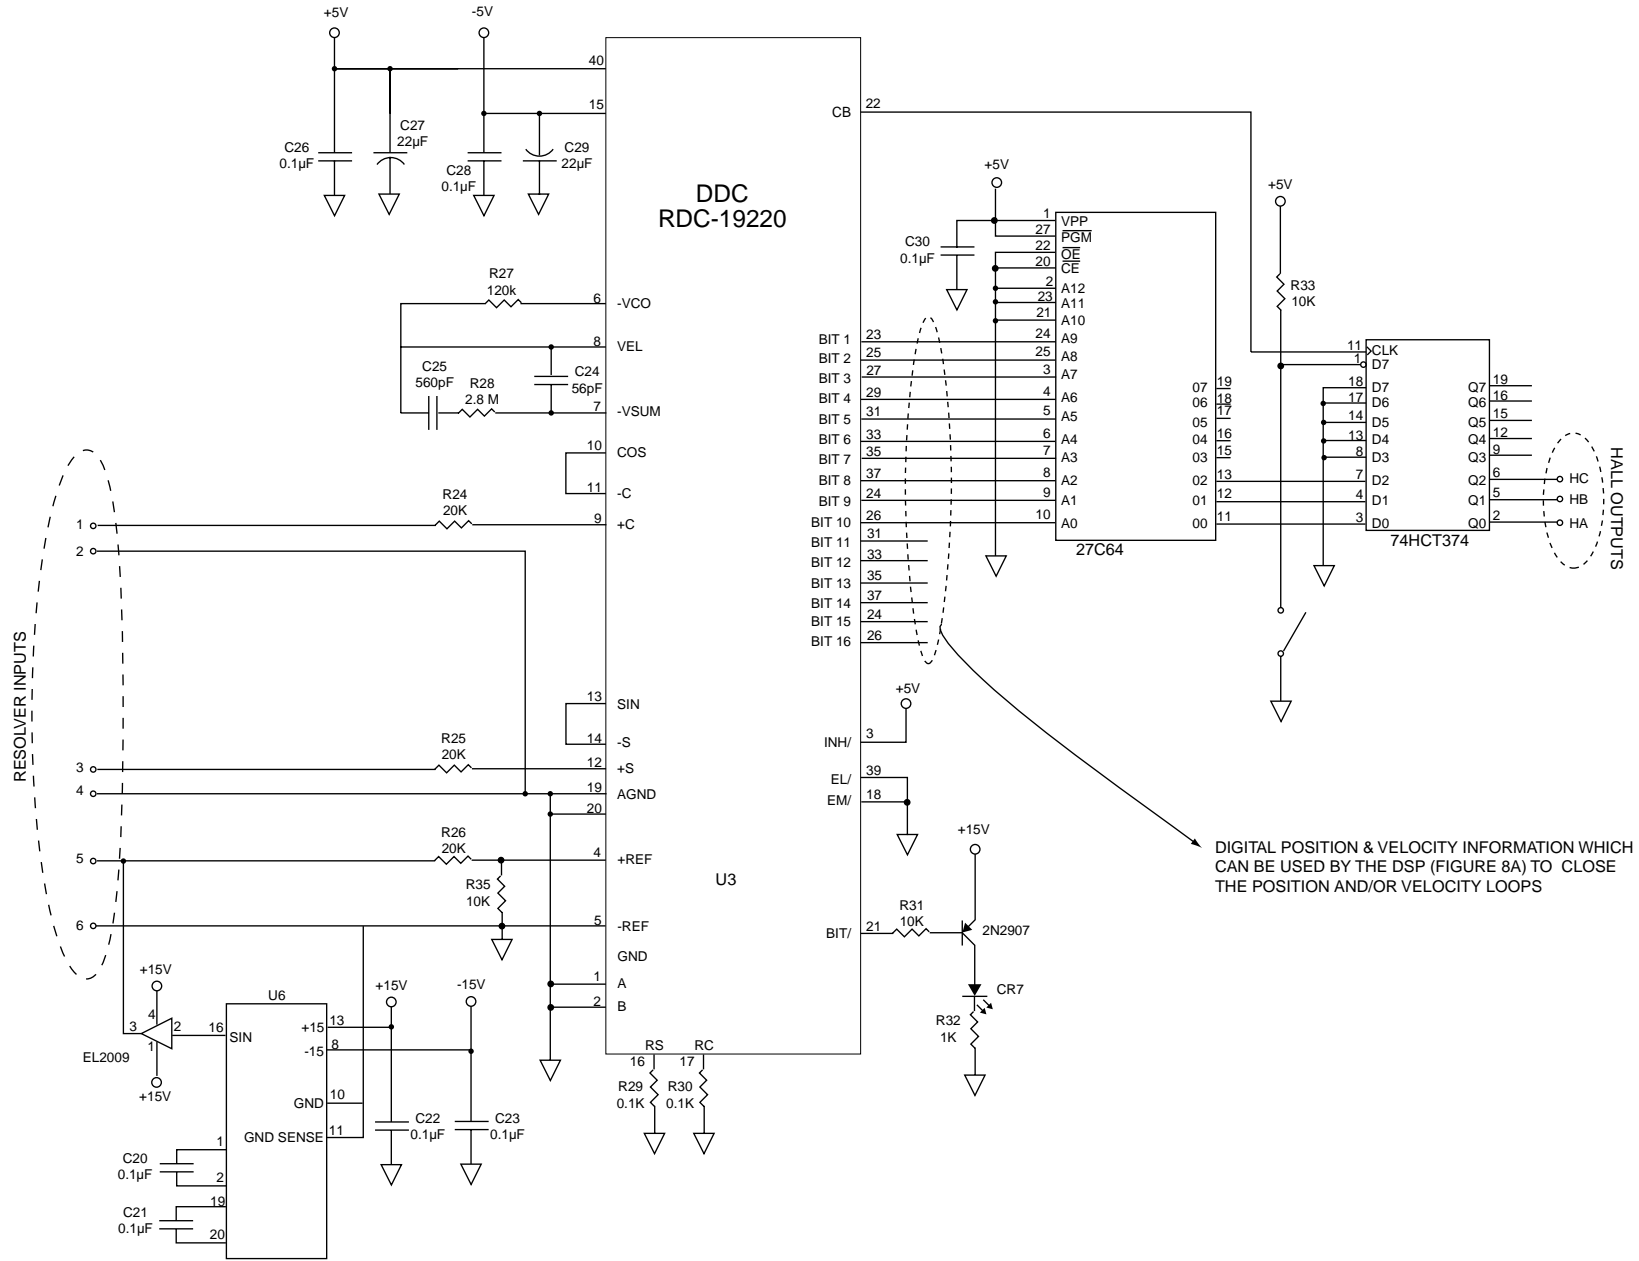 +5V
-5V
40
15
C26
0.1µF
C27
22µF
C28
0.1µF
C29
22µF
DDC
RDC-19220
CB
22
+5V
+5V
C30
0.1µF
1
VPP
27
PGM
22
OE
20
CE
2
A12
23
A11
21
A10
R33
10K
R27
120k
6
-VCO
8
VEL
C25
560pF
R28
2.8 M
C24
56pF
7
-VSUM
10
COS
11
-C
R24
20K
1
9
+C
2
BIT 1
23
24
A9
BIT 2
25
25
A8
BIT 3
27
3
A7
BIT 4
29
4
A6
BIT 5
31
5
A5
BIT 6
33
6
A4
BIT 7
35
7
A3
BIT 8
37
8
A2
BIT 9
24
9
A1
BIT 10
26
10
A0
BIT 11
31
BIT 12
33
BIT 13
35
BIT 14
37
BIT 15
24
BIT 16
26
07
19
06
18
05
17
04
16
03
15
02
13
01
12
00
11
27C64
11
CLK
1
D7
18
D7
17
D6
14
D5
13
D4
8
D3
7
D2
4
D1
3
D0
Q7
19
Q6
16
Q5
15
Q4
12
Q3
9
Q2
6
HC
Q1
5
HB
Q0
2
HA
74HCT374
HALL OUTPUTS
RESOLVER INPUTS
13
SIN
14
-S
R25
20K
3
12
+S
4
19
AGND
20
R26
20K
5
4
+REF
R35
10K
6
5
-REF
GND
1
A
2
B
U3
+5V
INH/
3
EL/
39
EM/
18
+15V
DIGITAL POSITION & VELOCITY INFORMATION WHICH
CAN BE USED BY THE DSP (FIGURE 8A) TO CLOSE
THE POSITION AND/OR VELOCITY LOOPS
BIT/
21
R31
10K
2N2907
CR7
R32
1K
RS
RC
16
17
R29
0.1K
R30
0.1K
+15V
4
3
2
1
EL2009
+15V
U6
16
SIN
+15
13
-15
8
GND
10
GND SENSE
11
+15V
-15V
C22
0.1µF
C23
0.1µF
1
C20
0.1µF
2
19
C21
0.1µF
20